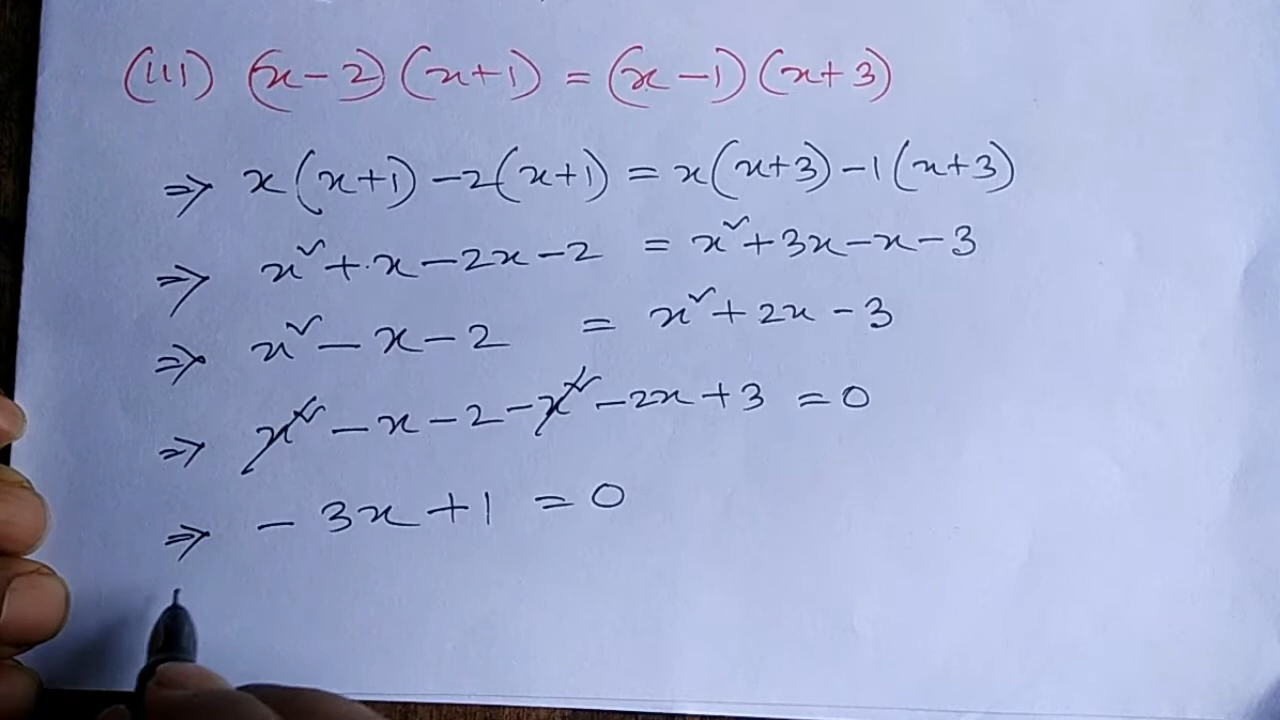 (iii) (x-2)(x+1) = (x-1)(x+3)
⇒ x(x+1)-2(x+1) = x(x+3)-1(x+3)
⇒ x²+x-2x-2 = x²+3x-x-3
⇒ x²-x-2 = x²+2x-3
⇒ x²-x-2-x²-2x+3 = 0
⇒ -3x+1 = 0